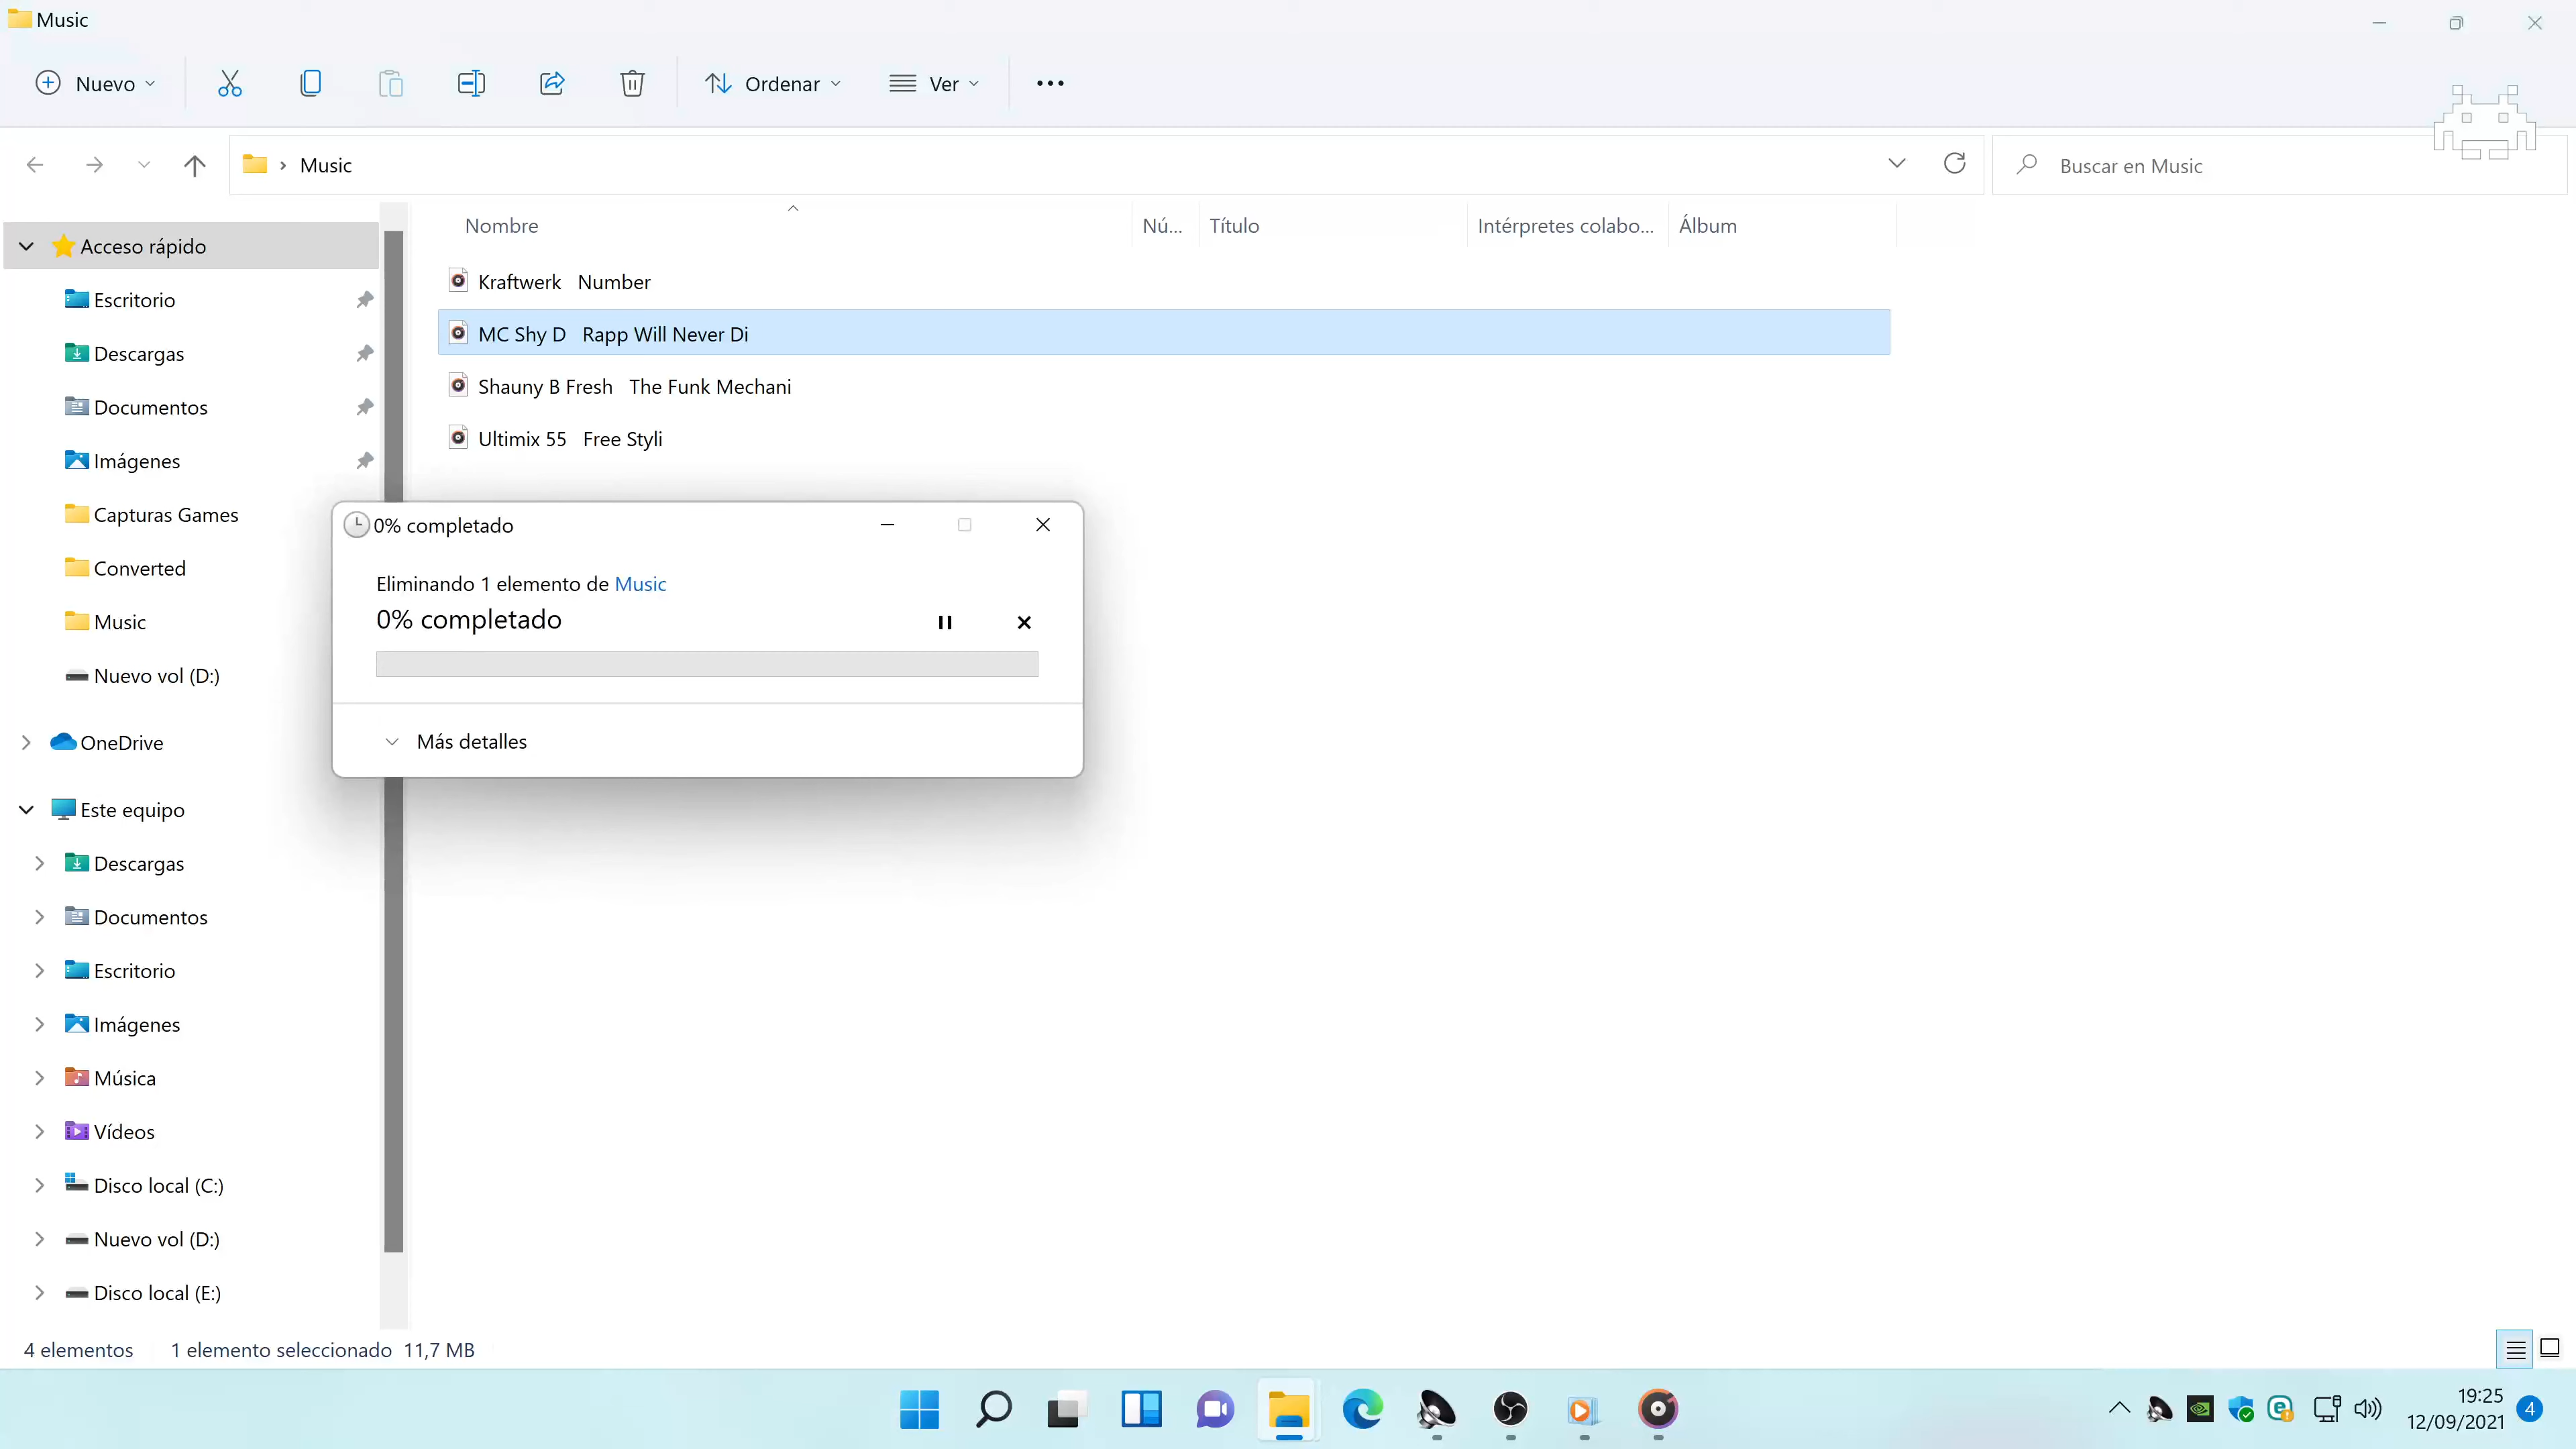 Music
Nuevo
Ordenar
Ver
Music
Buscar en Music
Nombre
Nú...
Título
Intérpretes colabo...
Álbum
Acceso rápido
Escritorio
Descargas
Documentos
Imágenes
Capturas Games
Converted
Music
Nuevo vol (D:)
OneDrive
Este equipo
Descargas
Documentos
Escritorio
Imágenes
Música
Vídeos
Disco local (C:)
Nuevo vol (D:)
Disco local (E:)
Kraftwerk Number
MC Shy D Rapp Will Never Di
Shauny B Fresh The Funk Mechani
Ultimix 55 Free Styli
0% completado
Eliminando 1 elemento de Music
0% completado
Más detalles
4 elementos 1 elemento seleccionado 11,7 MB
19:25
12/09/2021
4